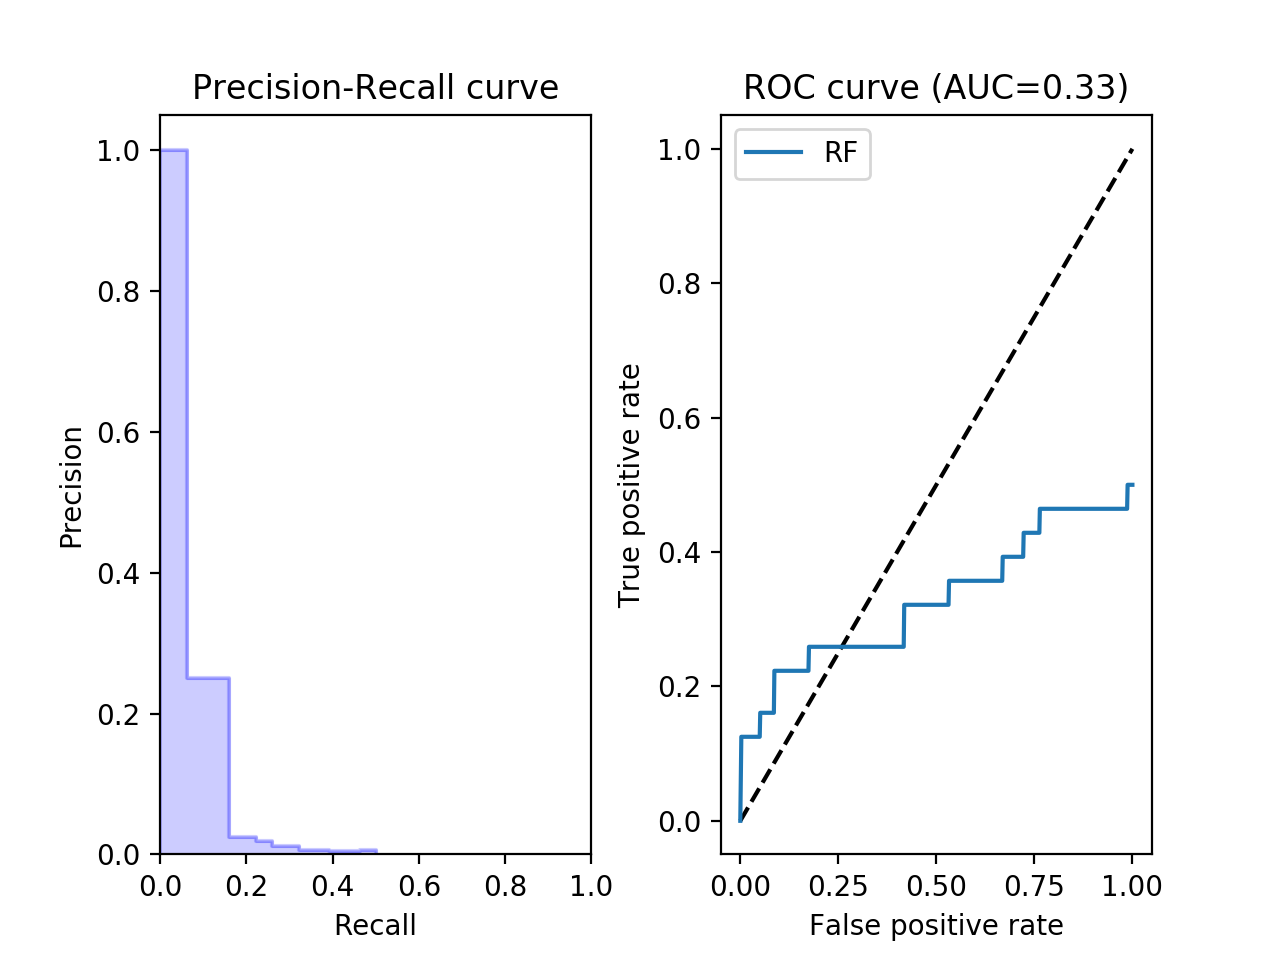 Precision-Recall curve
1.0
0.8
0.6
0.4
0.2
0.0
Precision
0.0 0.2 0.4 0.6 0.8 1.0
Recall
ROC curve (AUC=0.33)
RF
1.0
0.8
0.6
0.4
0.2
0.0
True positive rate
0.00 0.25 0.50 0.75 1.00
False positive rate